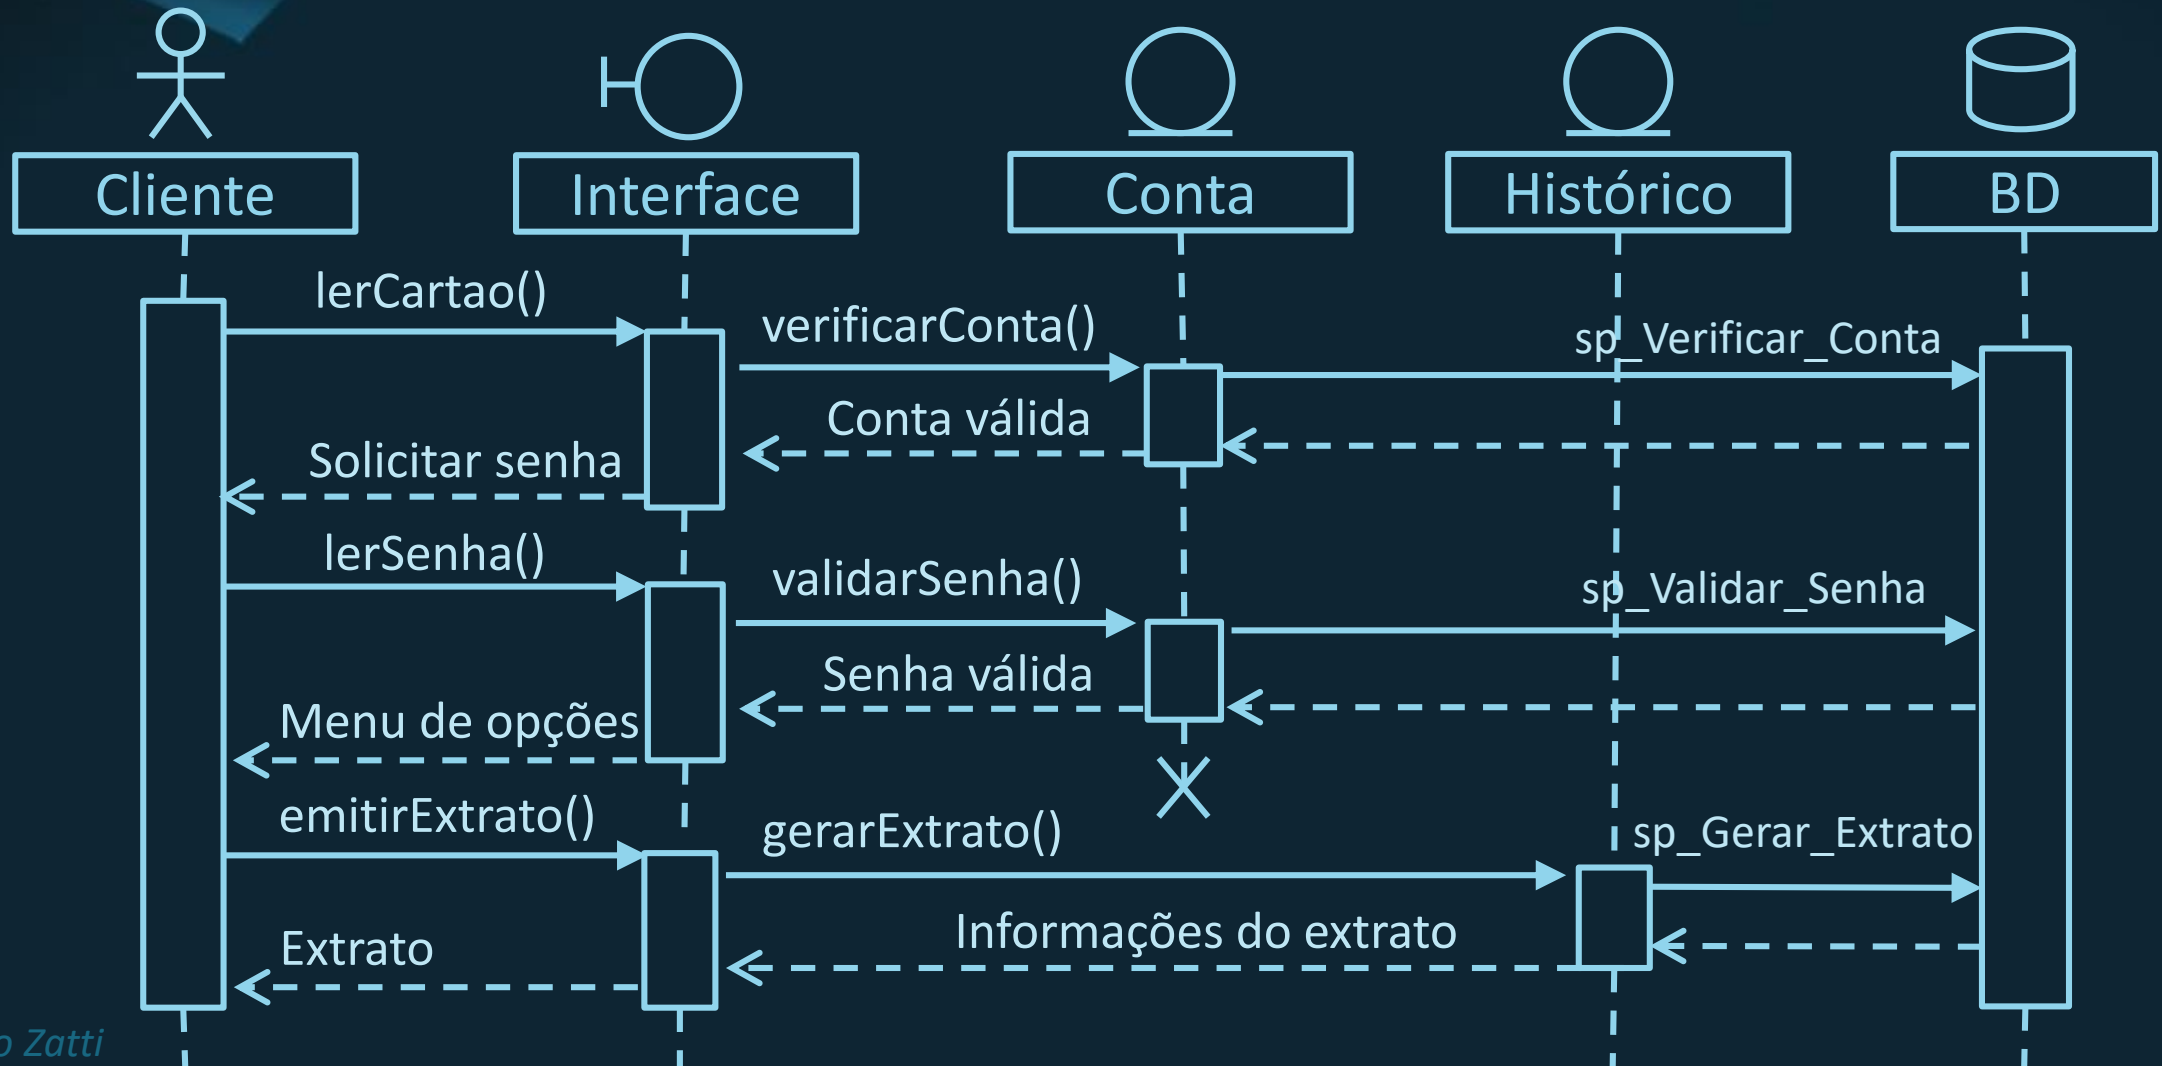 Cliente
Interface
Conta
Histórico
BD
lerCartao()
verificarConta()
sp_Verificar_Conta
Conta válida
Solicitar senha
lerSenha()
validarSenha()
sp_Validar_Senha
Senha válida
Menu de opções
emitirExtrato()
gerarExtrato()
sp_Gerar_Extrato
Informações do extrato
Extrato
o Zatti